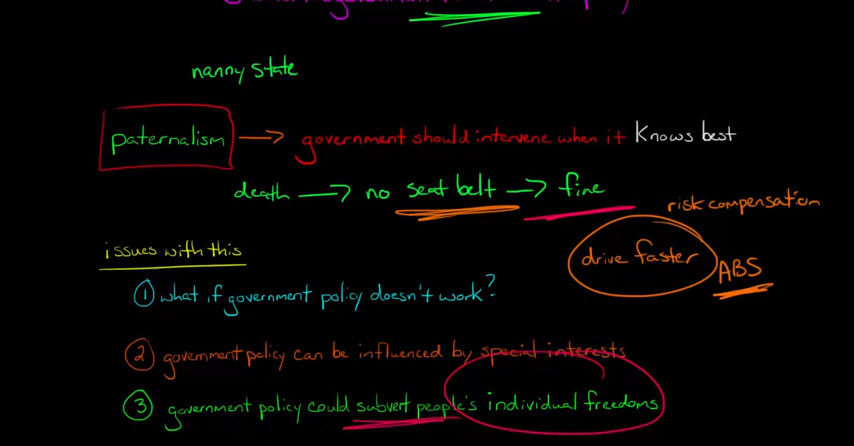 nanny state
paternalism → government should intervene when it knows best
death → no seat belt → fine
risk compensation
issues with this
drive faster
ABS
① what if government policy doesn't work?
② government policy can be influenced by special interests
③ government policy could subvert people's individual freedoms